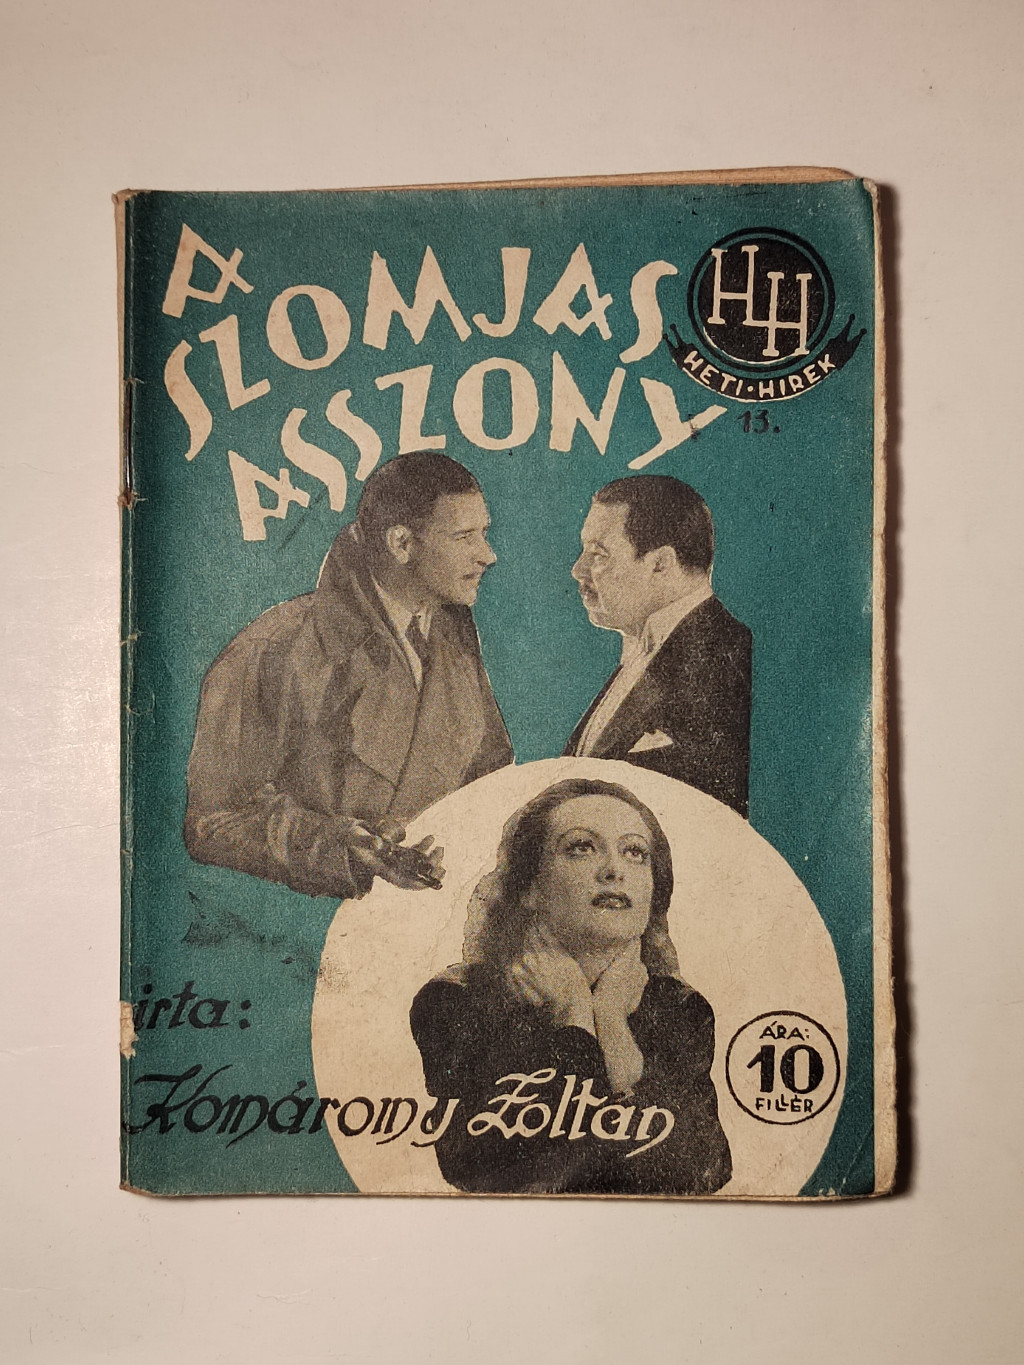 A
SZOMJAS
ASSZONY
HH
HETI·HIREK
13.
irta:
Komáromy Zoltán
ÁRA:
10
FILLÉR